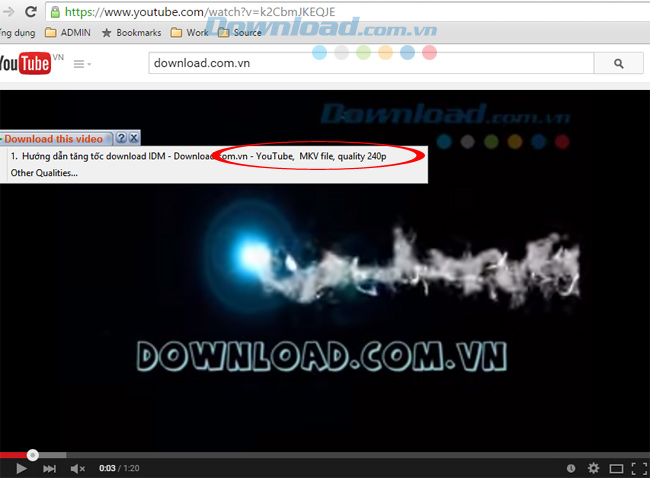 https://www.youtube.com/watch?v=k2CbmJKEQJE
ng dụng ADMIN Bookmarks Work Source
Download.com.vn
YouTube VN
download.com.vn
Download.com.vn
Download this video ? X
1. Hướng dẫn tăng tốc download IDM - Download.com.vn - YouTube, MKV file, quality 240p
Other Qualities...
DOWNLOAD.COM.VN
0:03 / 1:20